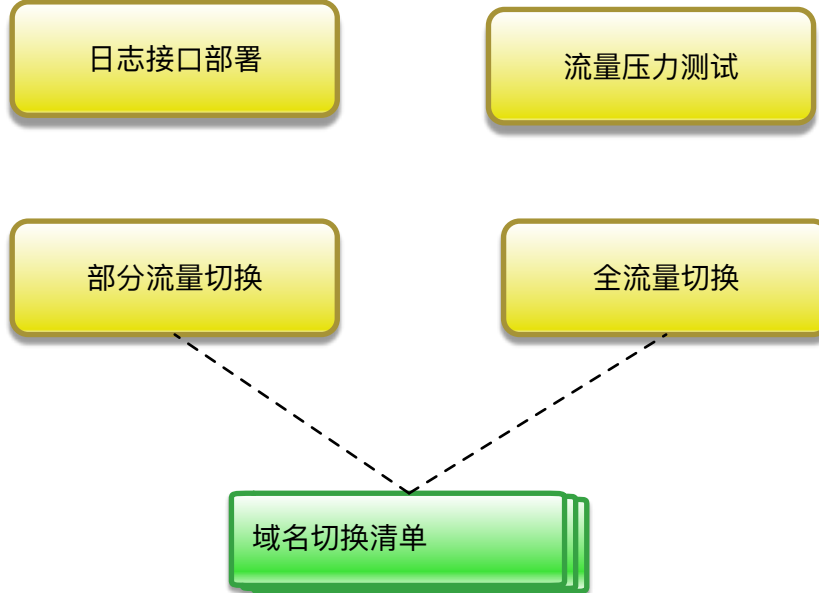 日志接口部署
流量压力测试
部分流量切换
全流量切换
域名切换清单